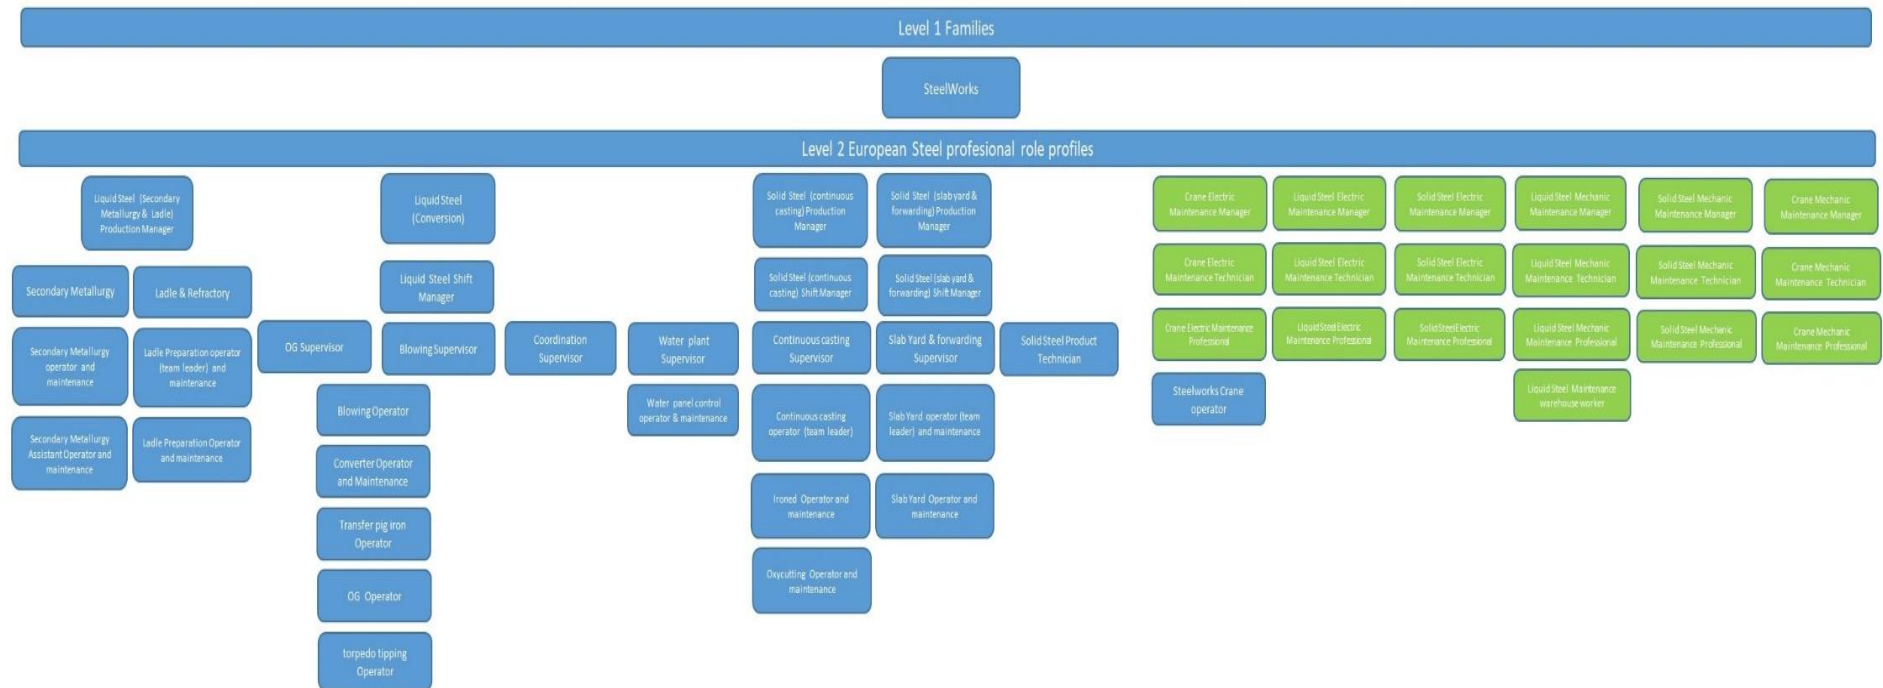 Level 1 Families
SteelWorks
Level 2 European Steel profesional role profiles
Liquid Steel (Secondary
Metallurgy & Ladle)
Production Manager
Secondary Metallurgy
Ladle & Refractory
Secondary Metallurgy
operator and
maintenance
Ladle Preparation operator
(team leader) and
maintenance
Secondary Metallurgy
Assistant Operator and
maintenance
Ladle Preparation Operator
and maintenance
Liquid Steel
(Conversion)
Liquid Steel Shift
Manager
OG Supervisor
Blowing Supervisor
Coordination
Supervisor
Blowing Operator
Converter Operator
and Maintenance
Transfer pig iron
Operator
OG Operator
torpedo tipping
Operator
Water plant
Supervisor
Water panel control
operator & maintenance
Solid Steel (continuous
casting) Production
Manager
Solid Steel (slab yard &
forwarding) Production
Manager
Solid Steel (continuous
casting) Shift Manager
Solid Steel (slab yard &
forwarding) Shift Manager
Continuous casting
Supervisor
Slab Yard & forwarding
Supervisor
Solid Steel Product
Technician
Continuous casting
operator (team leader)
Slab Yard operator (team
leader) and maintenance
Ironed Operator and
maintenance
Slab Yard Operator and
maintenance
Oxycutting Operator and
maintenance
Crane Electric
Maintenance Manager
Liquid Steel Electric
Maintenance Manager
Solid Steel Electric
Maintenance Manager
Liquid Steel Mechanic
Maintenance Manager
Solid Steel Mechanic
Maintenance Manager
Crane Mechanic
Maintenance Manager
Crane Electric
Maintenance Technician
Liquid Steel Electric
Maintenance Technician
Solid Steel Electric
Maintenance Technician
Liquid Steel Mechanic
Maintenance Technician
Solid Steel Mechanic
Maintenance Technician
Crane Mechanic
Maintenance Technician
Crane Electric Maintenance
Professional
Liquid Steel Electric
Maintenance Professional
Solid Steel Electric
Maintenance Professional
Liquid Steel Mechanic
Maintenance Professional
Solid Steel Mechanic
Maintenance Professional
Crane Mechanic
Maintenance Professional
Steelworks Crane
operator
Liquid Steel Maintenance
warehouse worker